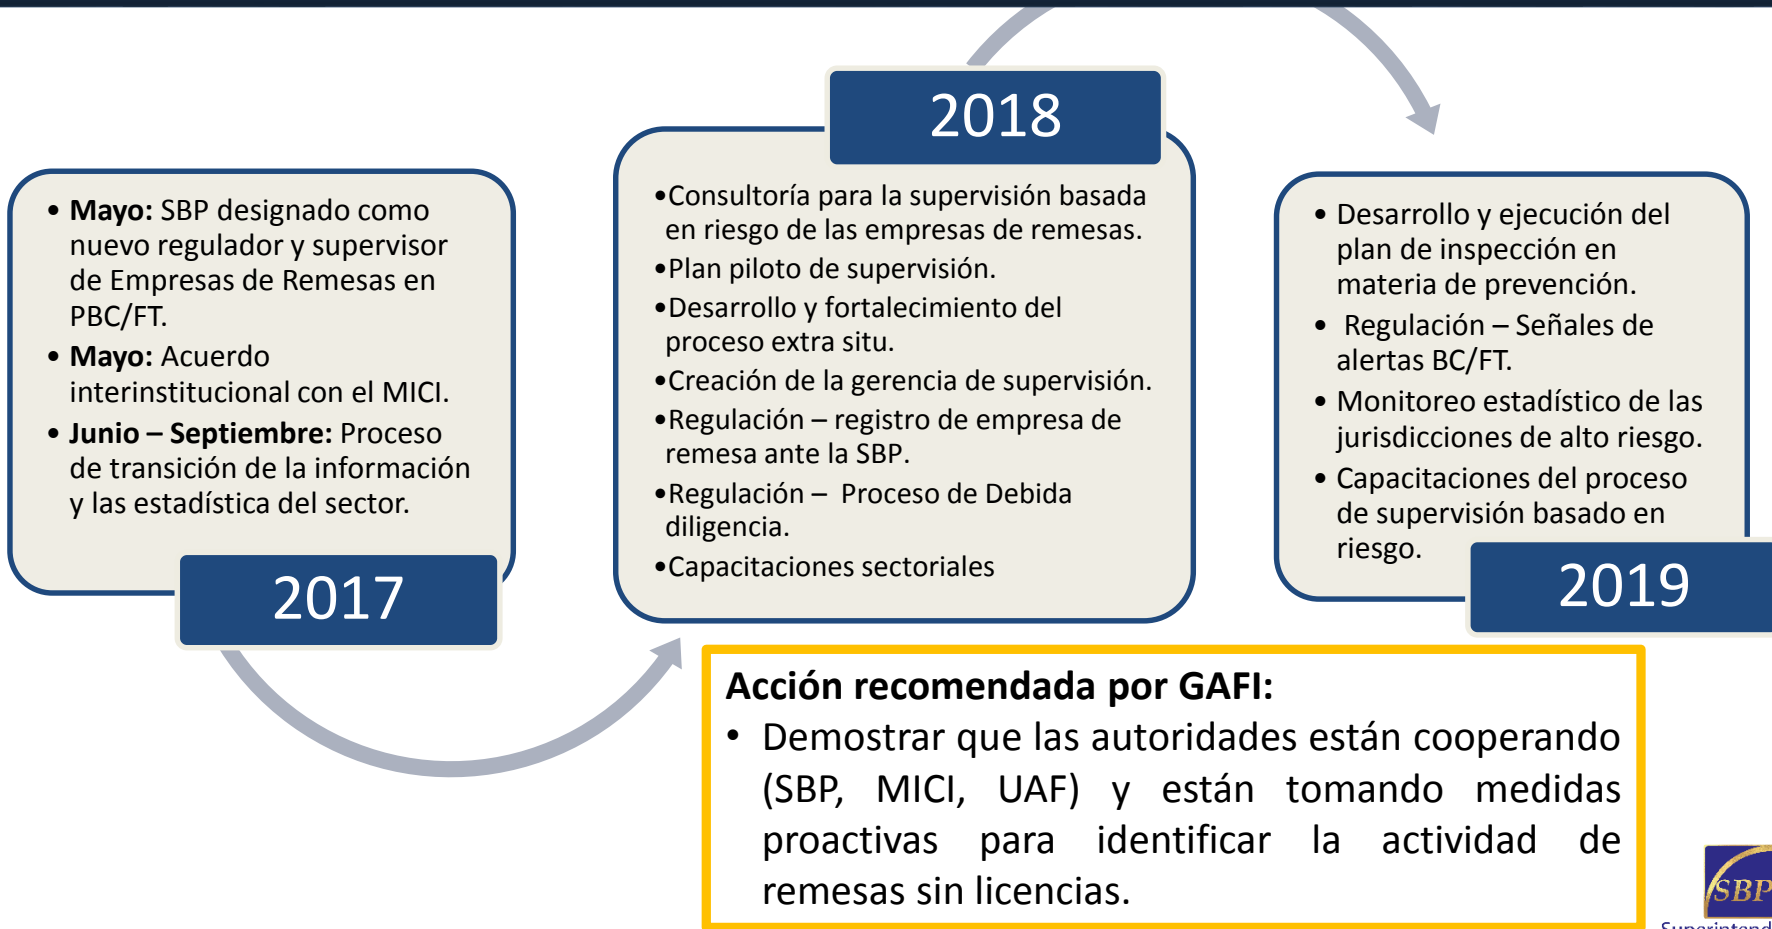 • Mayo: SBP designado como
nuevo regulador y supervisor
de Empresas de Remesas en
PBC/FT.
• Mayo: Acuerdo
interinstitucional con el MICI.
• Junio – Septiembre: Proceso
de transición de la información
y las estadística del sector.
2017
2018
•Consultoría para la supervisión basada
en riesgo de las empresas de remesas.
•Plan piloto de supervisión.
•Desarrollo y fortalecimiento del
proceso extra situ.
•Creación de la gerencia de supervisión.
•Regulación – registro de empresa de
remesa ante la SBP.
•Regulación – Proceso de Debida
diligencia.
•Capacitaciones sectoriales
• Desarrollo y ejecución del
plan de inspección en
materia de prevención.
• Regulación – Señales de
alertas BC/FT.
• Monitoreo estadístico de las
jurisdicciones de alto riesgo.
• Capacitaciones del proceso
de supervisión basado en
riesgo.
2019
Acción recomendada por GAFI:
• Demostrar que las autoridades están cooperando
(SBP, MICI, UAF) y están tomando medidas
proactivas para identificar la actividad de
remesas sin licencias.
SBP